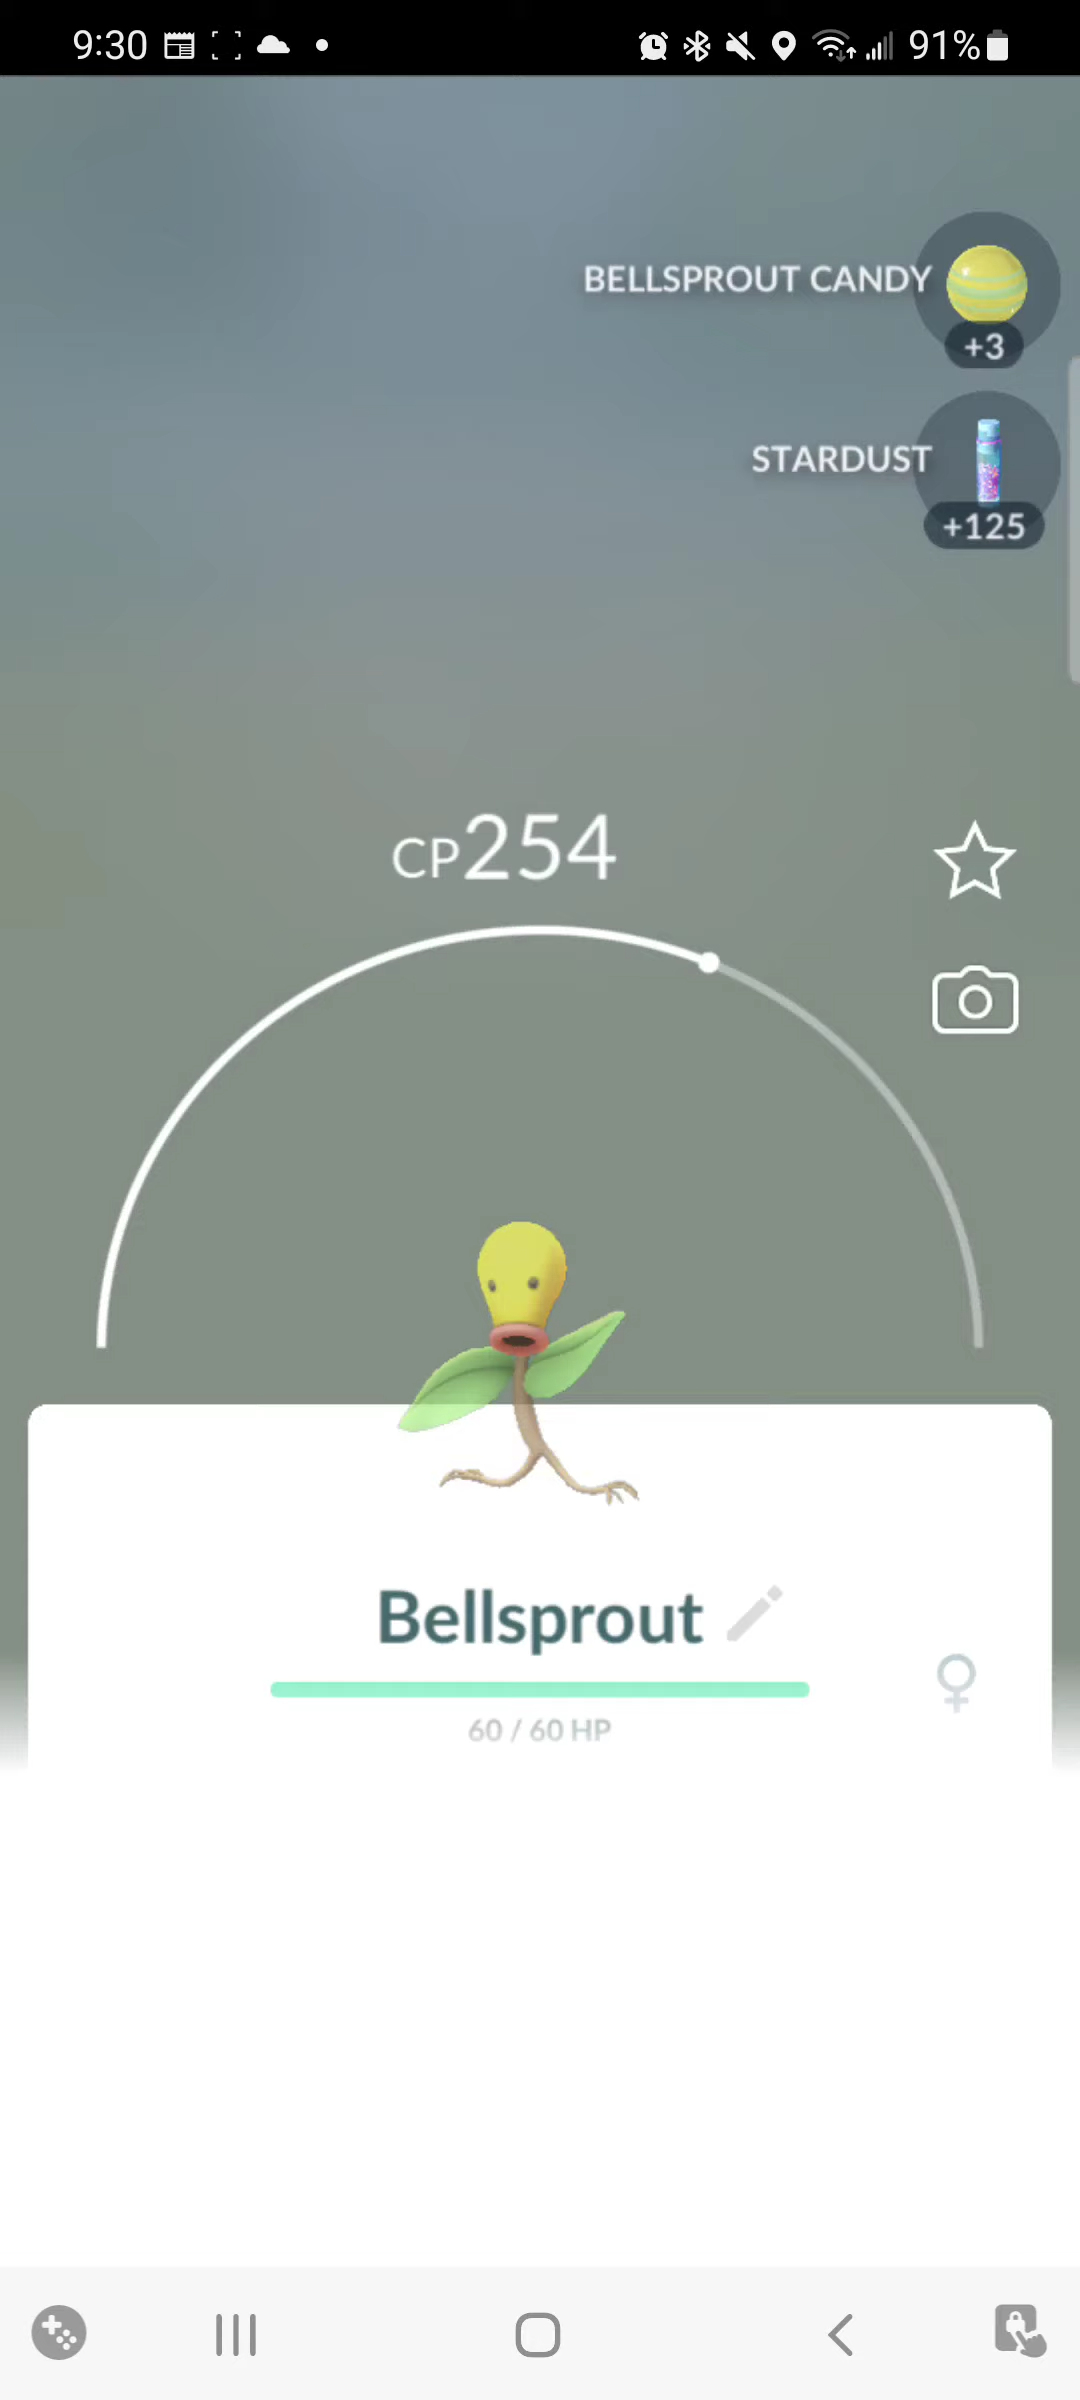 9:30
91%
BELLSPROUT CANDY
+3
STARDUST
+125
CP254
Bellsprout
60 / 60 HP